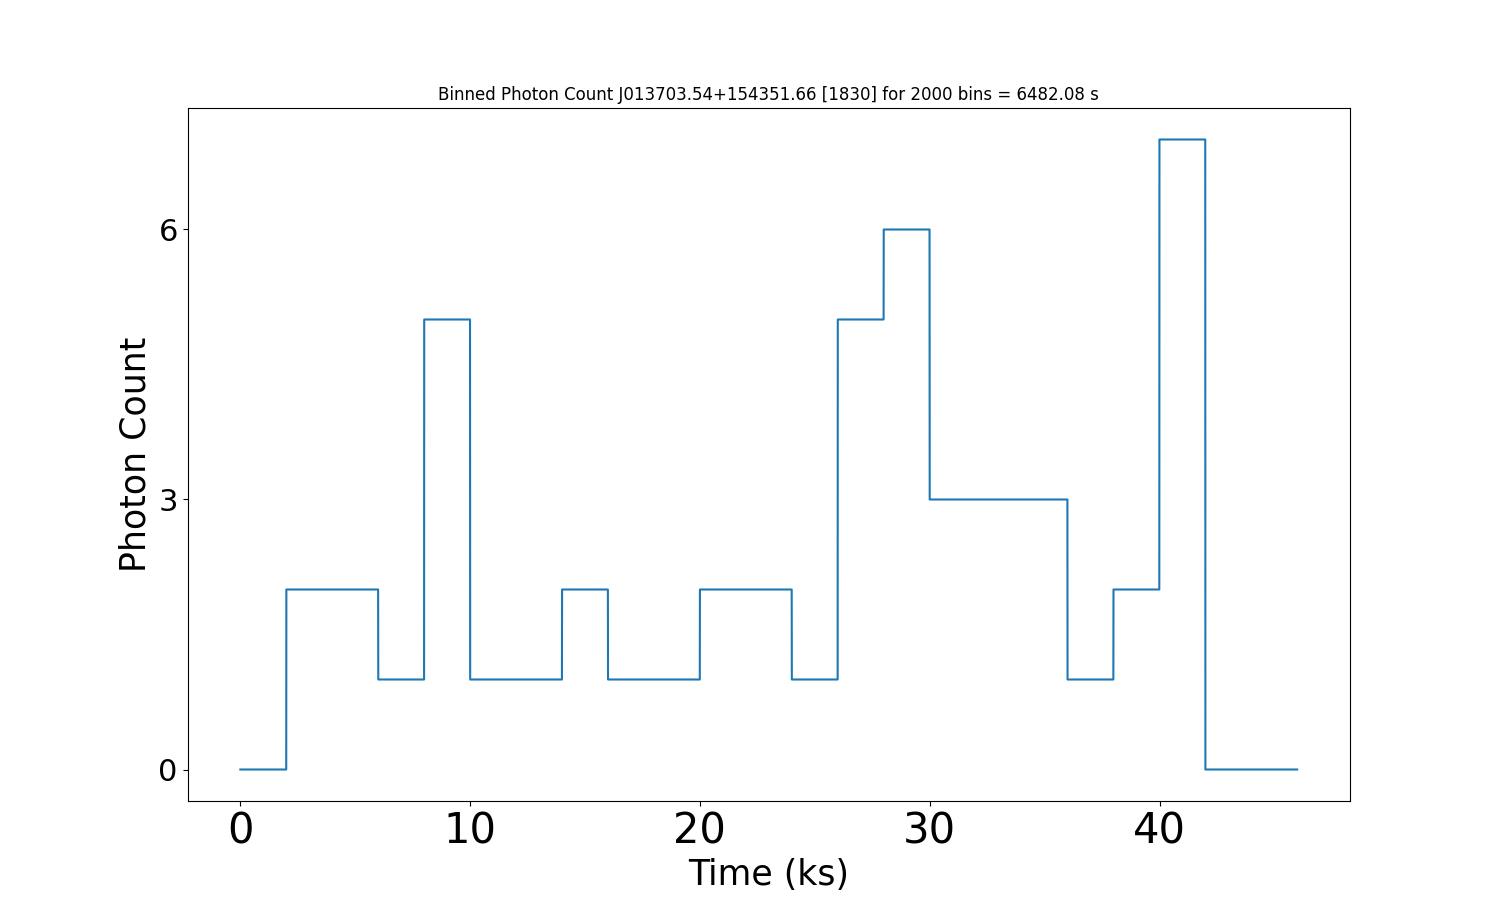 Binned Photon Count J013703.54+154351.66 [1830] for 2000 bins = 6482.08 s
6
3
0
Photon Count
0 10 20 30 40
Time (ks)